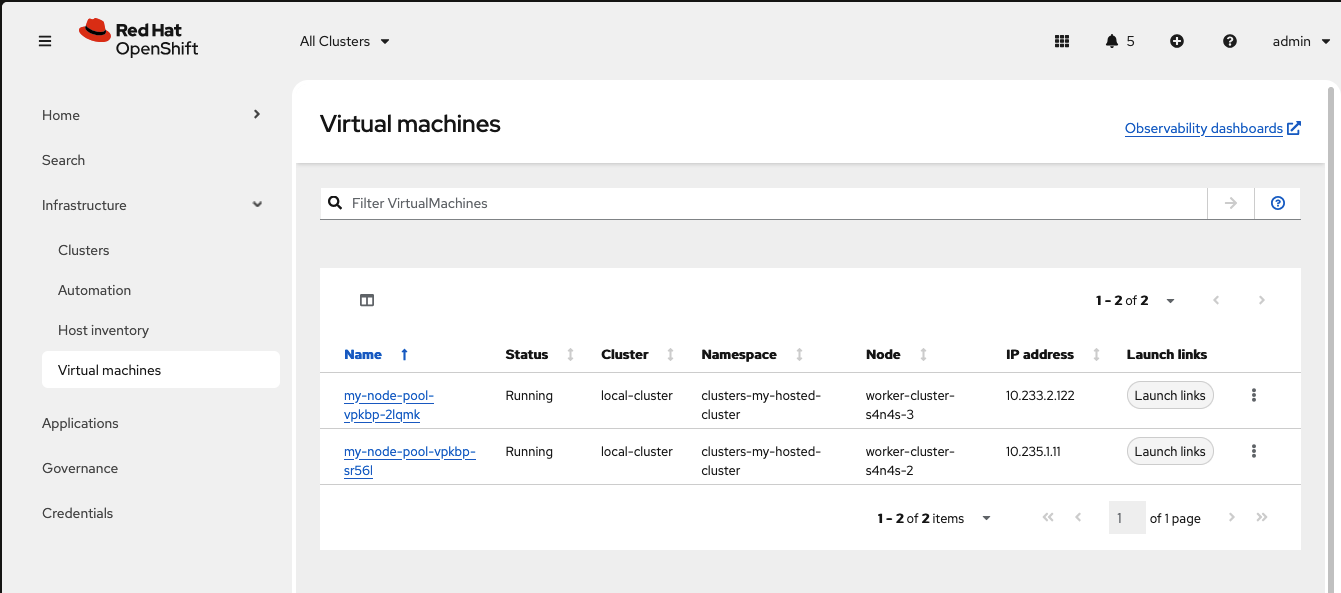 Red Hat
OpenShift
All Clusters
5
admin
Home
Search
Infrastructure
Clusters
Automation
Host inventory
Virtual machines
Applications
Governance
Credentials
Virtual machines
Observability dashboards
Filter VirtualMachines
1 - 2 of 2
Name Status Cluster Namespace Node IP address Launch links
my-node-pool- Running local-cluster clusters-my-hosted- worker-cluster- 10.233.2.122 Launch links
vpkbp-2lqmk cluster s4n4s-3
my-node-pool-vpkbp- Running local-cluster clusters-my-hosted- worker-cluster- 10.235.1.11 Launch links
sr56l cluster s4n4s-2
1 - 2 of 2 items 1 of 1 page